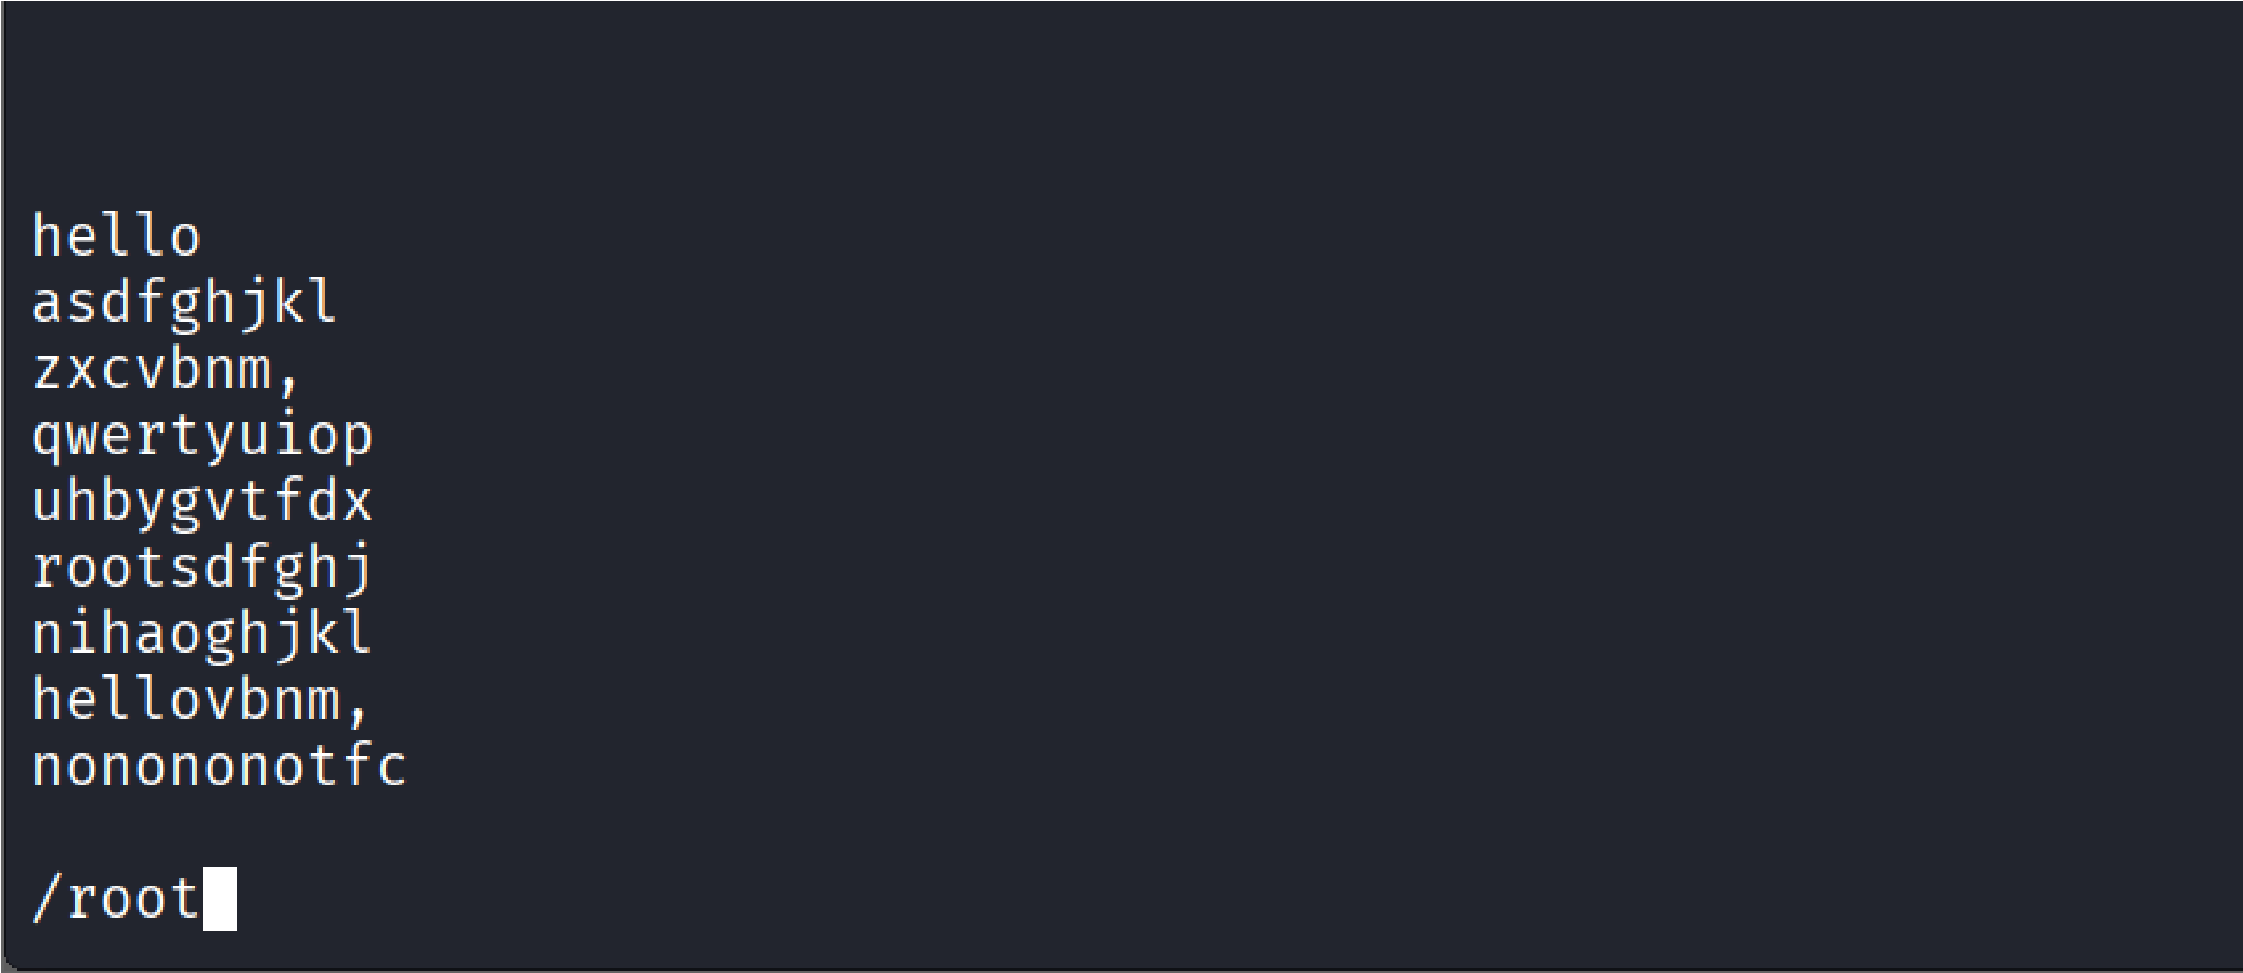 hello
asdfghjkl
zxcvbnm,
qwertyuiop
uhbygvtfdx
rootsdfghj
nihaoghjkl
hellovbnm,
nonononotfc
/root